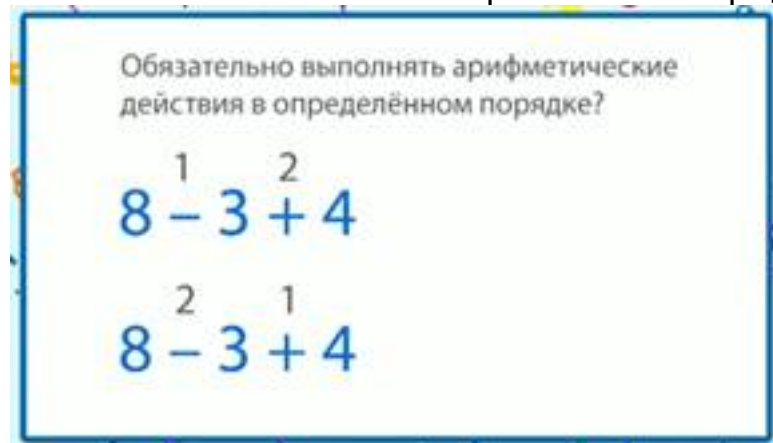 Обязательно выполнять арифметические
действия в определённом порядке?
1 2
8 – 3 + 4
2 1
8 – 3 + 4